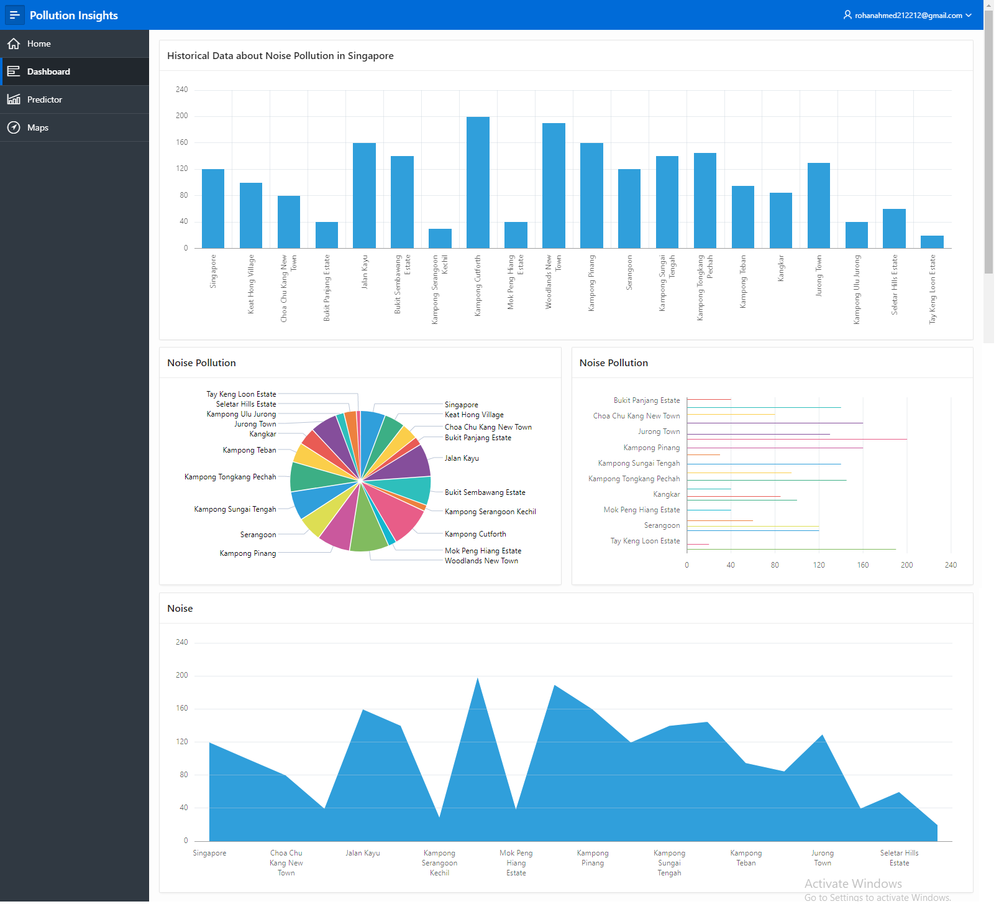 Pollution Insights
rohanahmed212212@gmail.com
Home
Dashboard
Predictor
Maps
Historical Data about Noise Pollution in Singapore
240
200
160
120
80
40
0
Singapore
Keat Hong Village
Choa Chu Kang New
Town
Bukit Panjang Estate
Jalan Kayu
Bukit Sembawang
Estate
Kampong Serangoon
Kechil
Kampong Cutforth
Mok Peng Hiang
Estate
Woodlands New
Town
Kampong Pinang
Serangoon
Kampong Sungai
Tengah
Kampong Tongkang
Pechah
Kampong Teban
Kangkar
Jurong Town
Kampong Ulu Jurong
Seletar Hills Estate
Tay Keng Loon Estate
Noise Pollution
Tay Keng Loon Estate
Seletar Hills Estate
Kampong Ulu Jurong
Jurong Town
Kangkar
Kampong Teban
Kampong Tongkang Pechah
Kampong Sungai Tengah
Serangoon
Kampong Pinang
Singapore
Keat Hong Village
Choa Chu Kang New Town
Bukit Panjang Estate
Jalan Kayu
Bukit Sembawang Estate
Kampong Serangoon Kechil
Kampong Cutforth
Mok Peng Hiang Estate
Woodlands New Town
Noise Pollution
Bukit Panjang Estate
Choa Chu Kang New Town
Jurong Town
Kampong Pinang
Kampong Sungai Tengah
Kampong Tongkang Pechah
Kangkar
Mok Peng Hiang Estate
Serangoon
Tay Keng Loon Estate
0 40 80 120 160 200 240
Noise
240
200
160
120
80
40
0
Singapore
Choa Chu
Kang New
Town
Jalan Kayu
Kampong
Serangoon
Kechil
Mok Peng
Hiang
Estate
Kampong
Pinang
Kampong
Sungai
Tengah
Kampong
Teban
Jurong
Town
Seletar Hills
Estate
Activate Windows
Go to Settings to activate Windows.